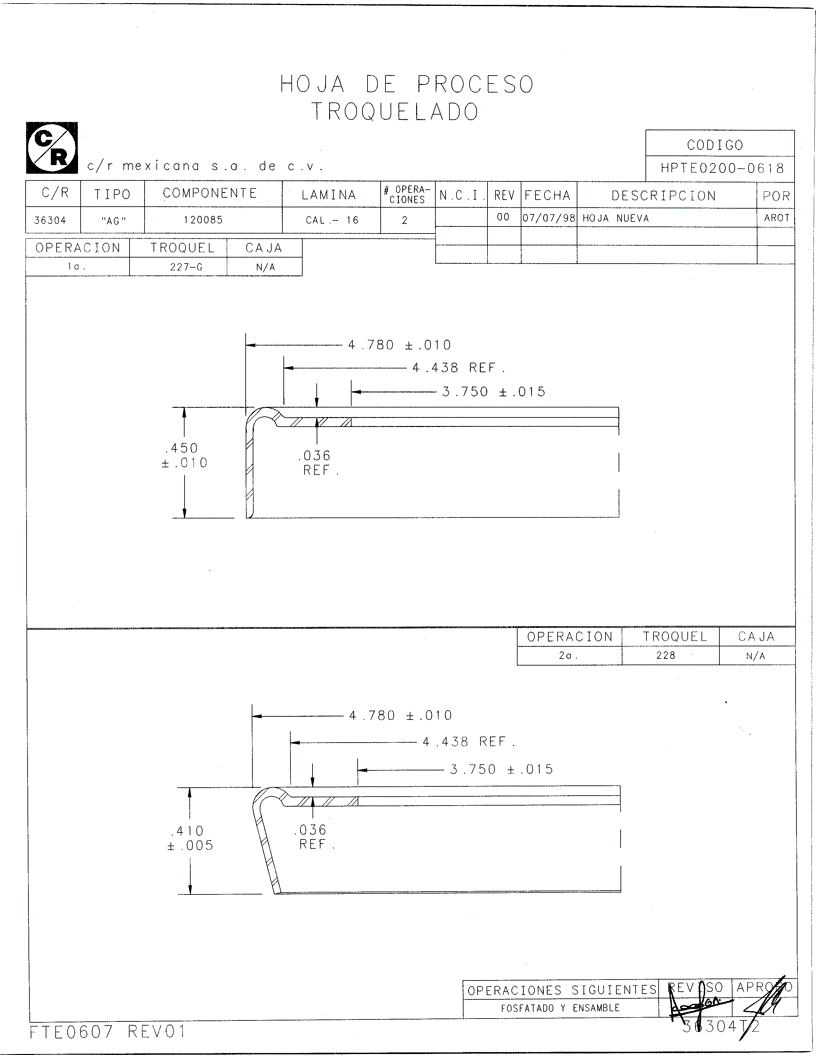 HOJA DE PROCESO
TROQUELADO
C/R
c/r mexicana s.a. de c.v.
CODIGO
HPTE0200-0618
C/R TIPO COMPONENTE LAMINA # OPERA-CIONES N.C.I. REV FECHA DESCRIPCION POR
36304 "AG" 120085 CAL.- 16 2 00 07/07/98 HOJA NUEVA AROT
OPERACION TROQUEL CAJA
1a. 227-G N/A
4.780 ±.010
4.438 REF.
3.750 ±.015
.450
±.010
.036
REF.
OPERACION TROQUEL CAJA
2a. 228 N/A
4.780 ±.010
4.438 REF.
3.750 ±.015
.410
±.005
.036
REF.
OPERACIONES SIGUIENTES REVISO APROBO
FOSFATADO Y ENSAMBLE
FTE0607 REV01
36304T2